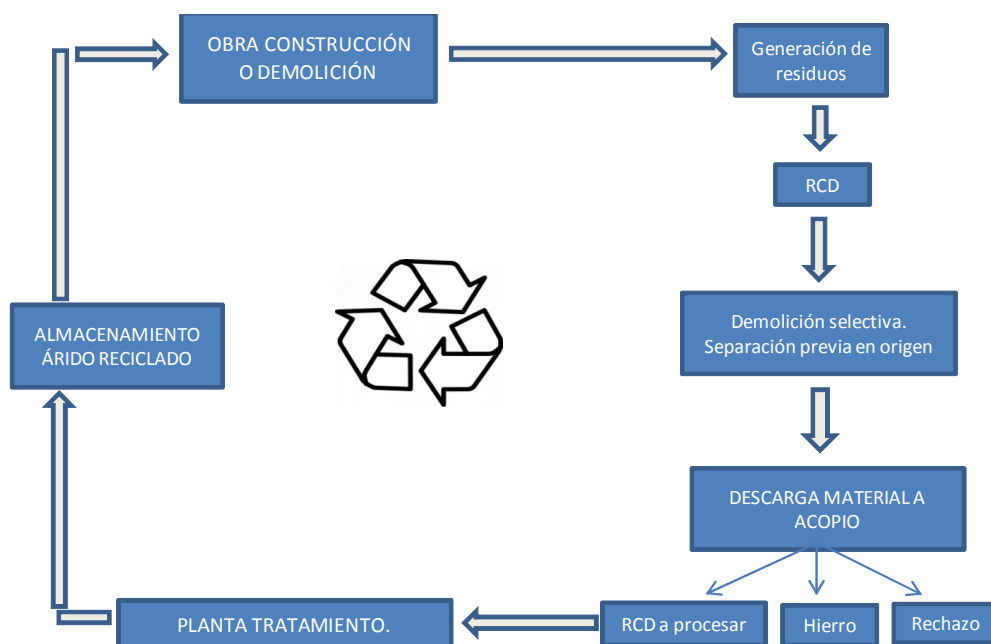 OBRA CONSTRUCCIÓN
O DEMOLICIÓN
Generación de
residuos
RCD
Demolición selectiva.
Separación previa en origen
DESCARGA MATERIAL A
ACOPIO
RCD a procesar
Hierro
Rechazo
PLANTA TRATAMIENTO.
ALMACENAMIENTO
ÁRIDO RECICLADO